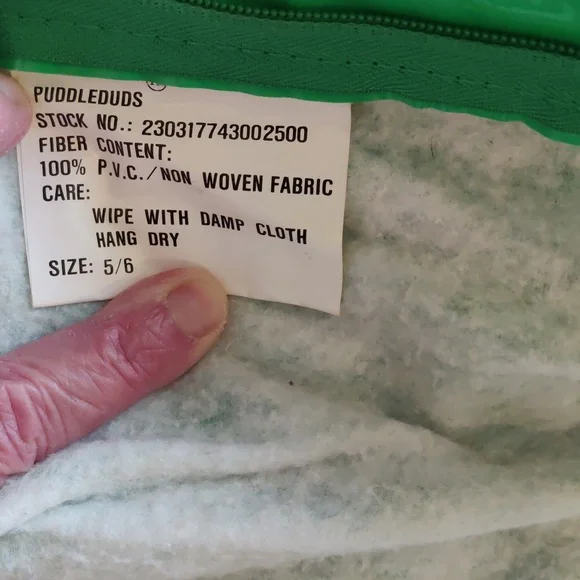 PUDDLEDUDS
STOCK NO.: 230317743002500
FIBER CONTENT:
100% P.V.C./NON WOVEN FABRIC
CARE:
WIPE WITH DAMP CLOTH
HANG DRY
SIZE: 5/6